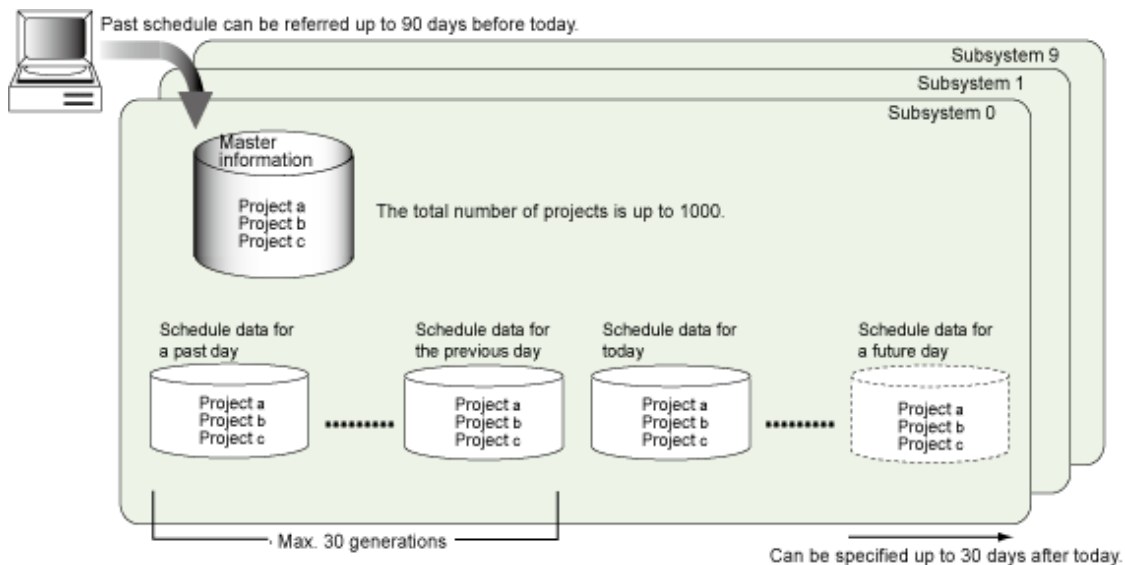 Past schedule can be referred up to 90 days before today.
Subsystem 9
Subsystem 1
Subsystem 0
Master
information
Project a
Project b
Project c
The total number of projects is up to 1000.
Schedule data for
a past day
Project a
Project b
Project c
Schedule data for
the previous day
Project a
Project b
Project c
Schedule data for
today
Project a
Project b
Project c
Schedule data for
a future day
Project a
Project b
Project c
Max. 30 generations
Can be specified up to 30 days after today.